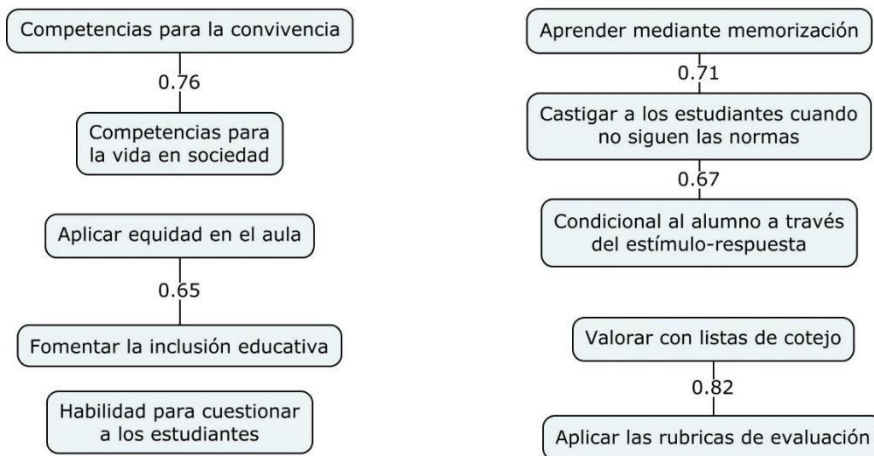 Competencias para la convivencia
0.76
Competencias para
la vida en sociedad
Aplicar equidad en el aula
0.65
Fomentar la inclusión educativa
Habilidad para cuestionar
a los estudiantes
Aprender mediante memorización
0.71
Castigar a los estudiantes cuando
no siguen las normas
0.67
Condicional al alumno a través
del estímulo-respuesta
Valorar con listas de cotejo
0.82
Aplicar las rubricas de evaluación